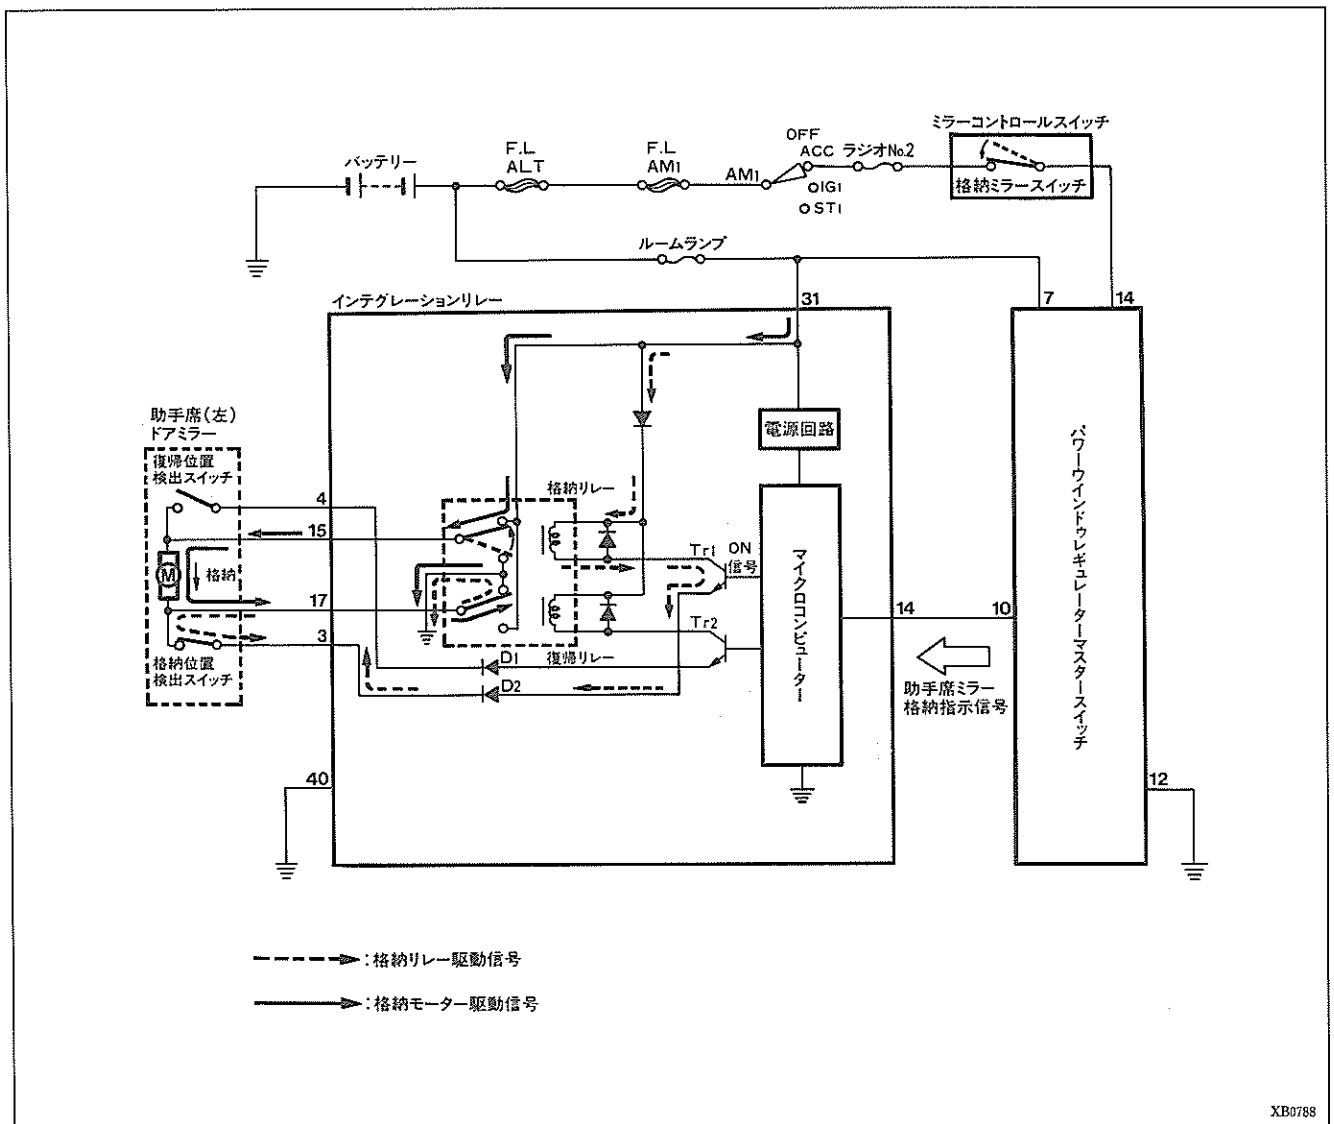 ミラーコントロールスイッチ
OFF
ACC
ラジオNo.2
F.L
ALT
F.L
AM1
バッテリー
AM1
IG1
ST1
格納ミラースイッチ
ルームランプ
インテグレーションリレー
31
7
14
助手席(左)
ドアミラー
電源回路
復帰位置
検出スイッチ
格納リレー
4
15
Tr1
ON
信号
M
格納
マイクロコンピューター
パワーウインドゥレギュレーターマスタースイッチ
17
14
10
Tr2
3
D1
復帰リレー
格納位置
検出スイッチ
D2
助手席ミラー
格納指示信号
40
12
:格納リレー駆動信号
:格納モーター駆動信号
XB0788